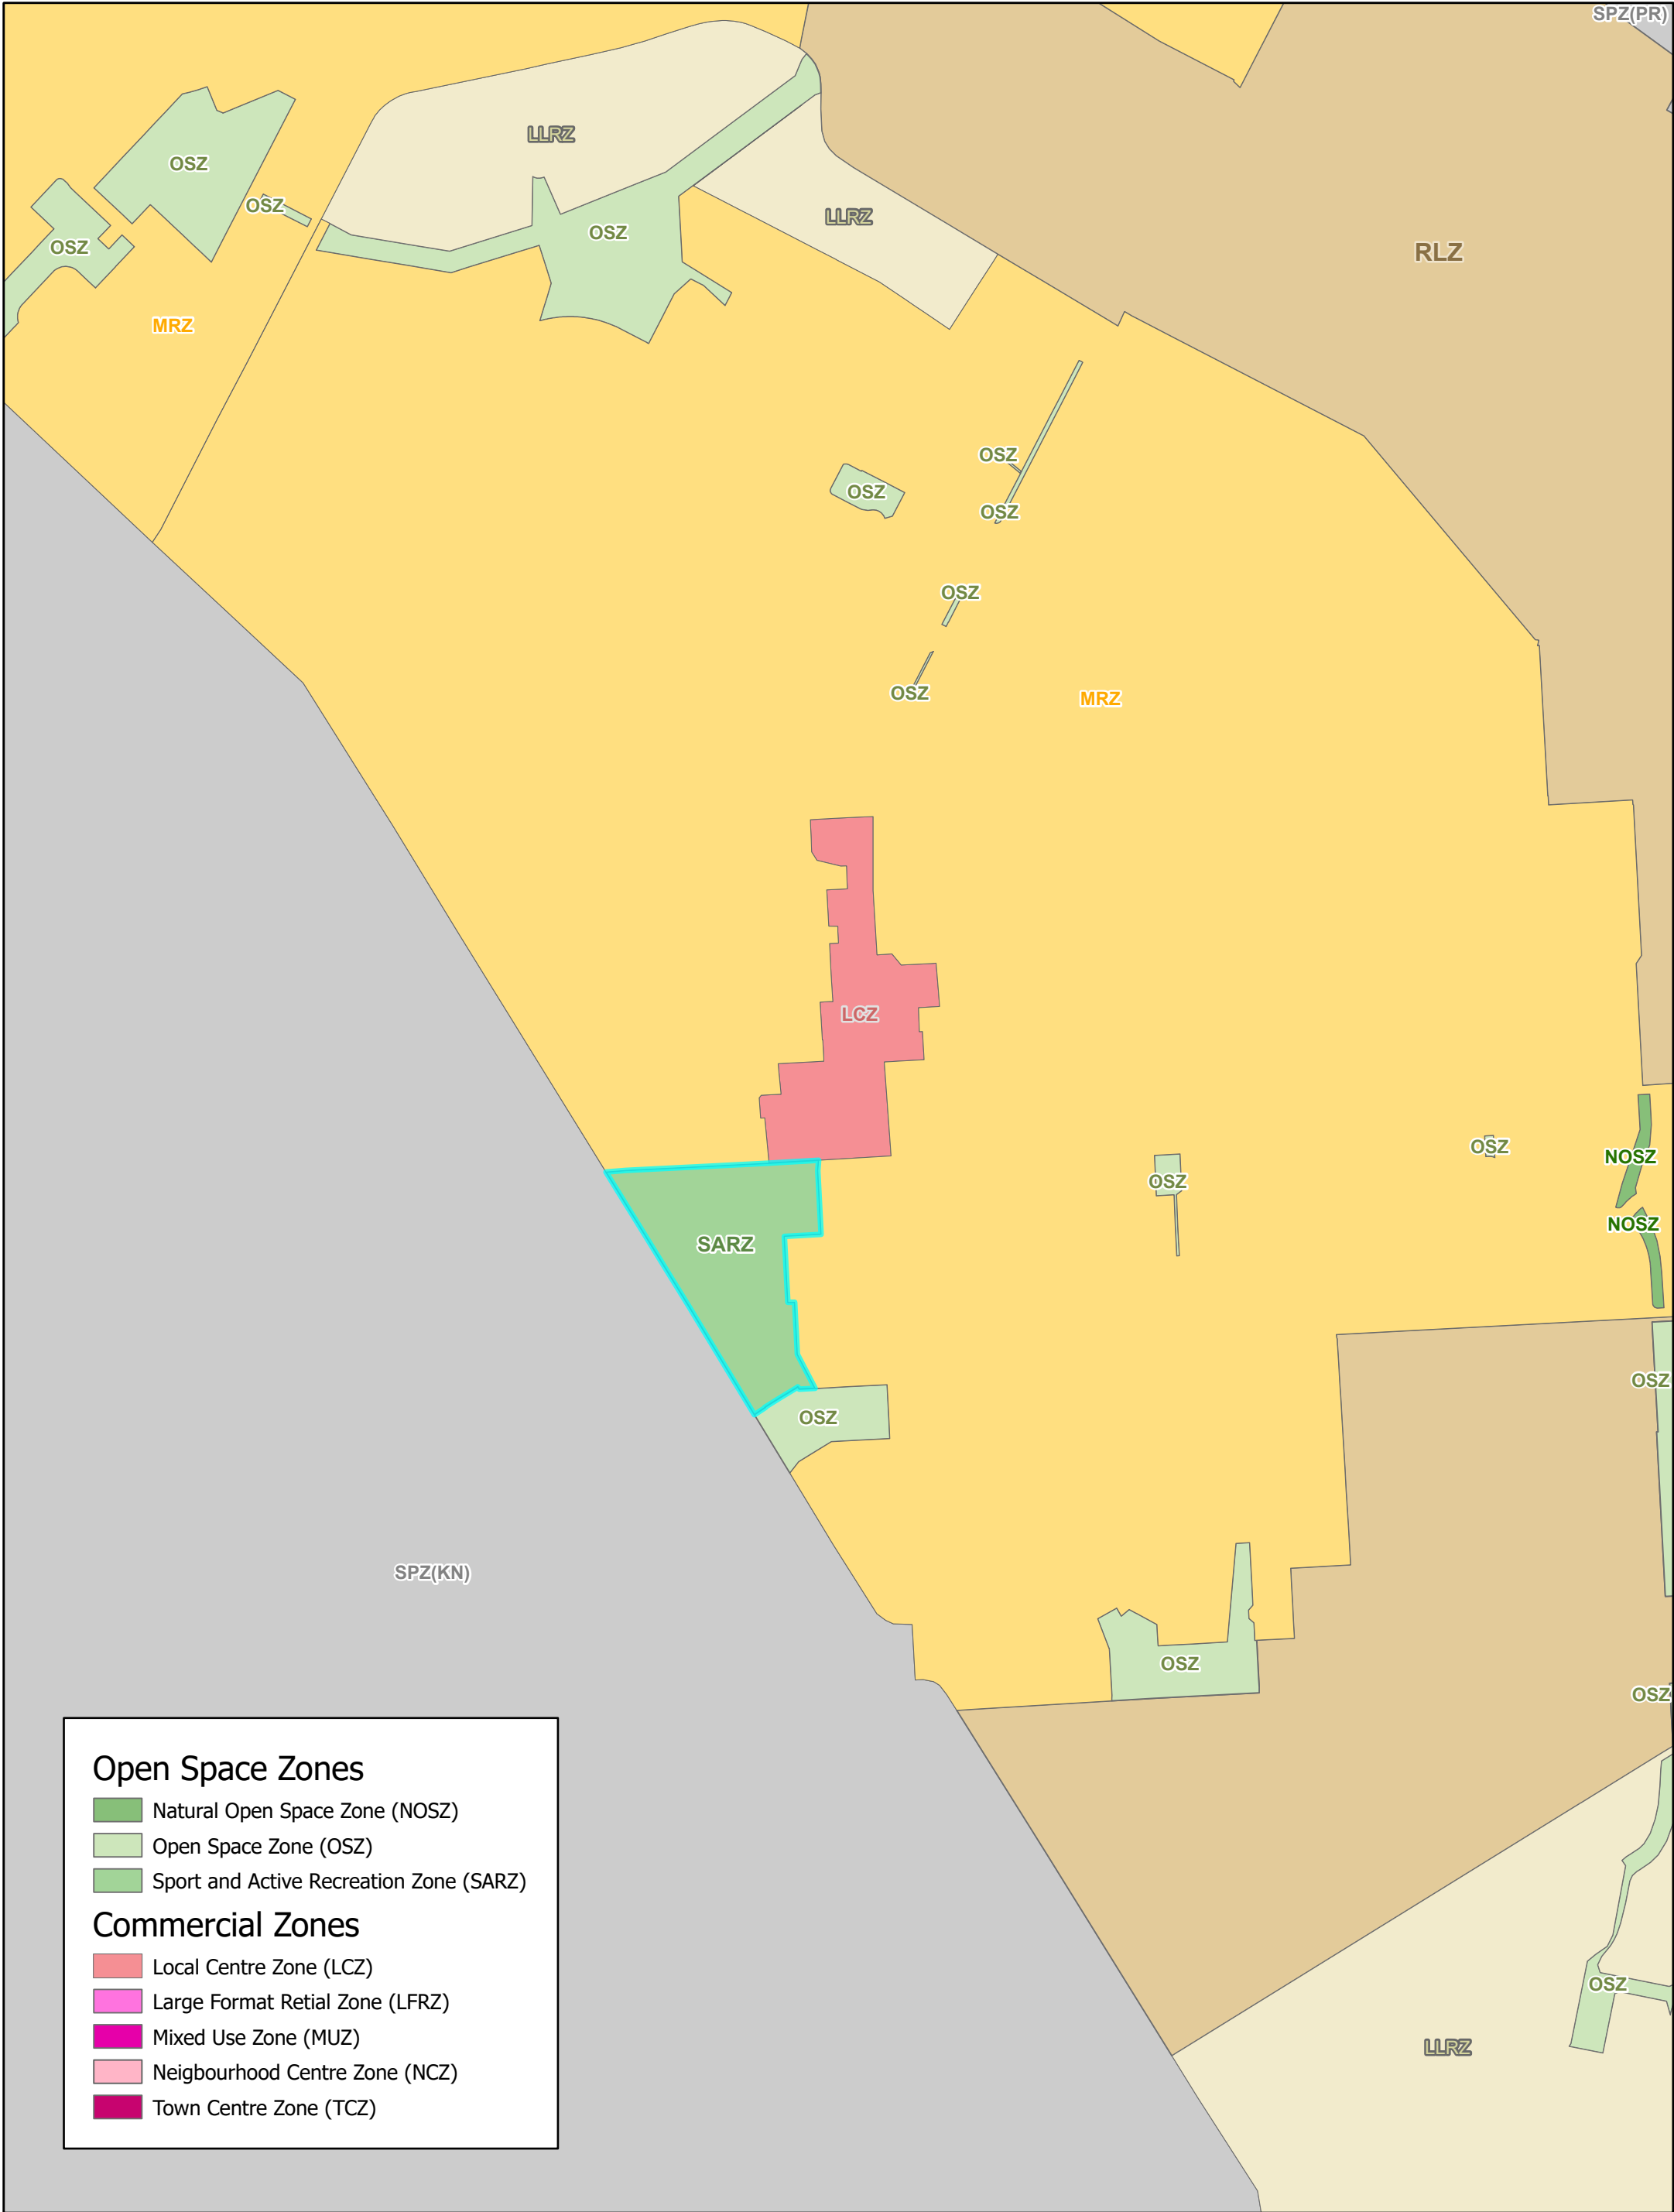 SPZ(PR)
LLRZ
OSZ
OSZ
LLRZ
OSZ
OSZ
RLZ
MRZ
OSZ
OSZ
OSZ
OSZ
OSZ
OSZ
MRZ
LCZ
OSZ
NOSZ
OSZ
NOSZ
SARZ
OSZ
OSZ
SPZ(KN)
OSZ
OSZ
OSZ
LLRZ
Open Space Zones
Natural Open Space Zone (NOSZ)
Open Space Zone (OSZ)
Sport and Active Recreation Zone (SARZ)
Commercial Zones
Local Centre Zone (LCZ)
Large Format Retial Zone (LFRZ)
Mixed Use Zone (MUZ)
Neigbourhood Centre Zone (NCZ)
Town Centre Zone (TCZ)